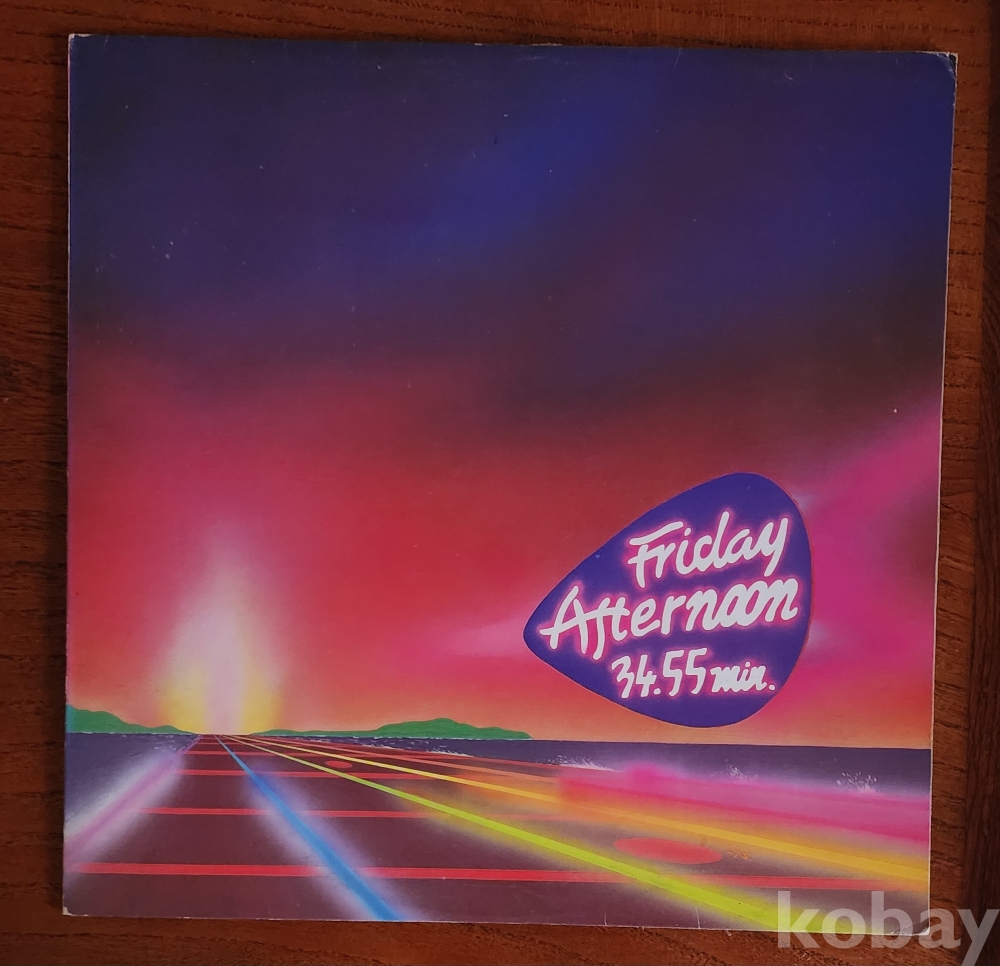 Friday
Afternoon
34.55 min.
kobay